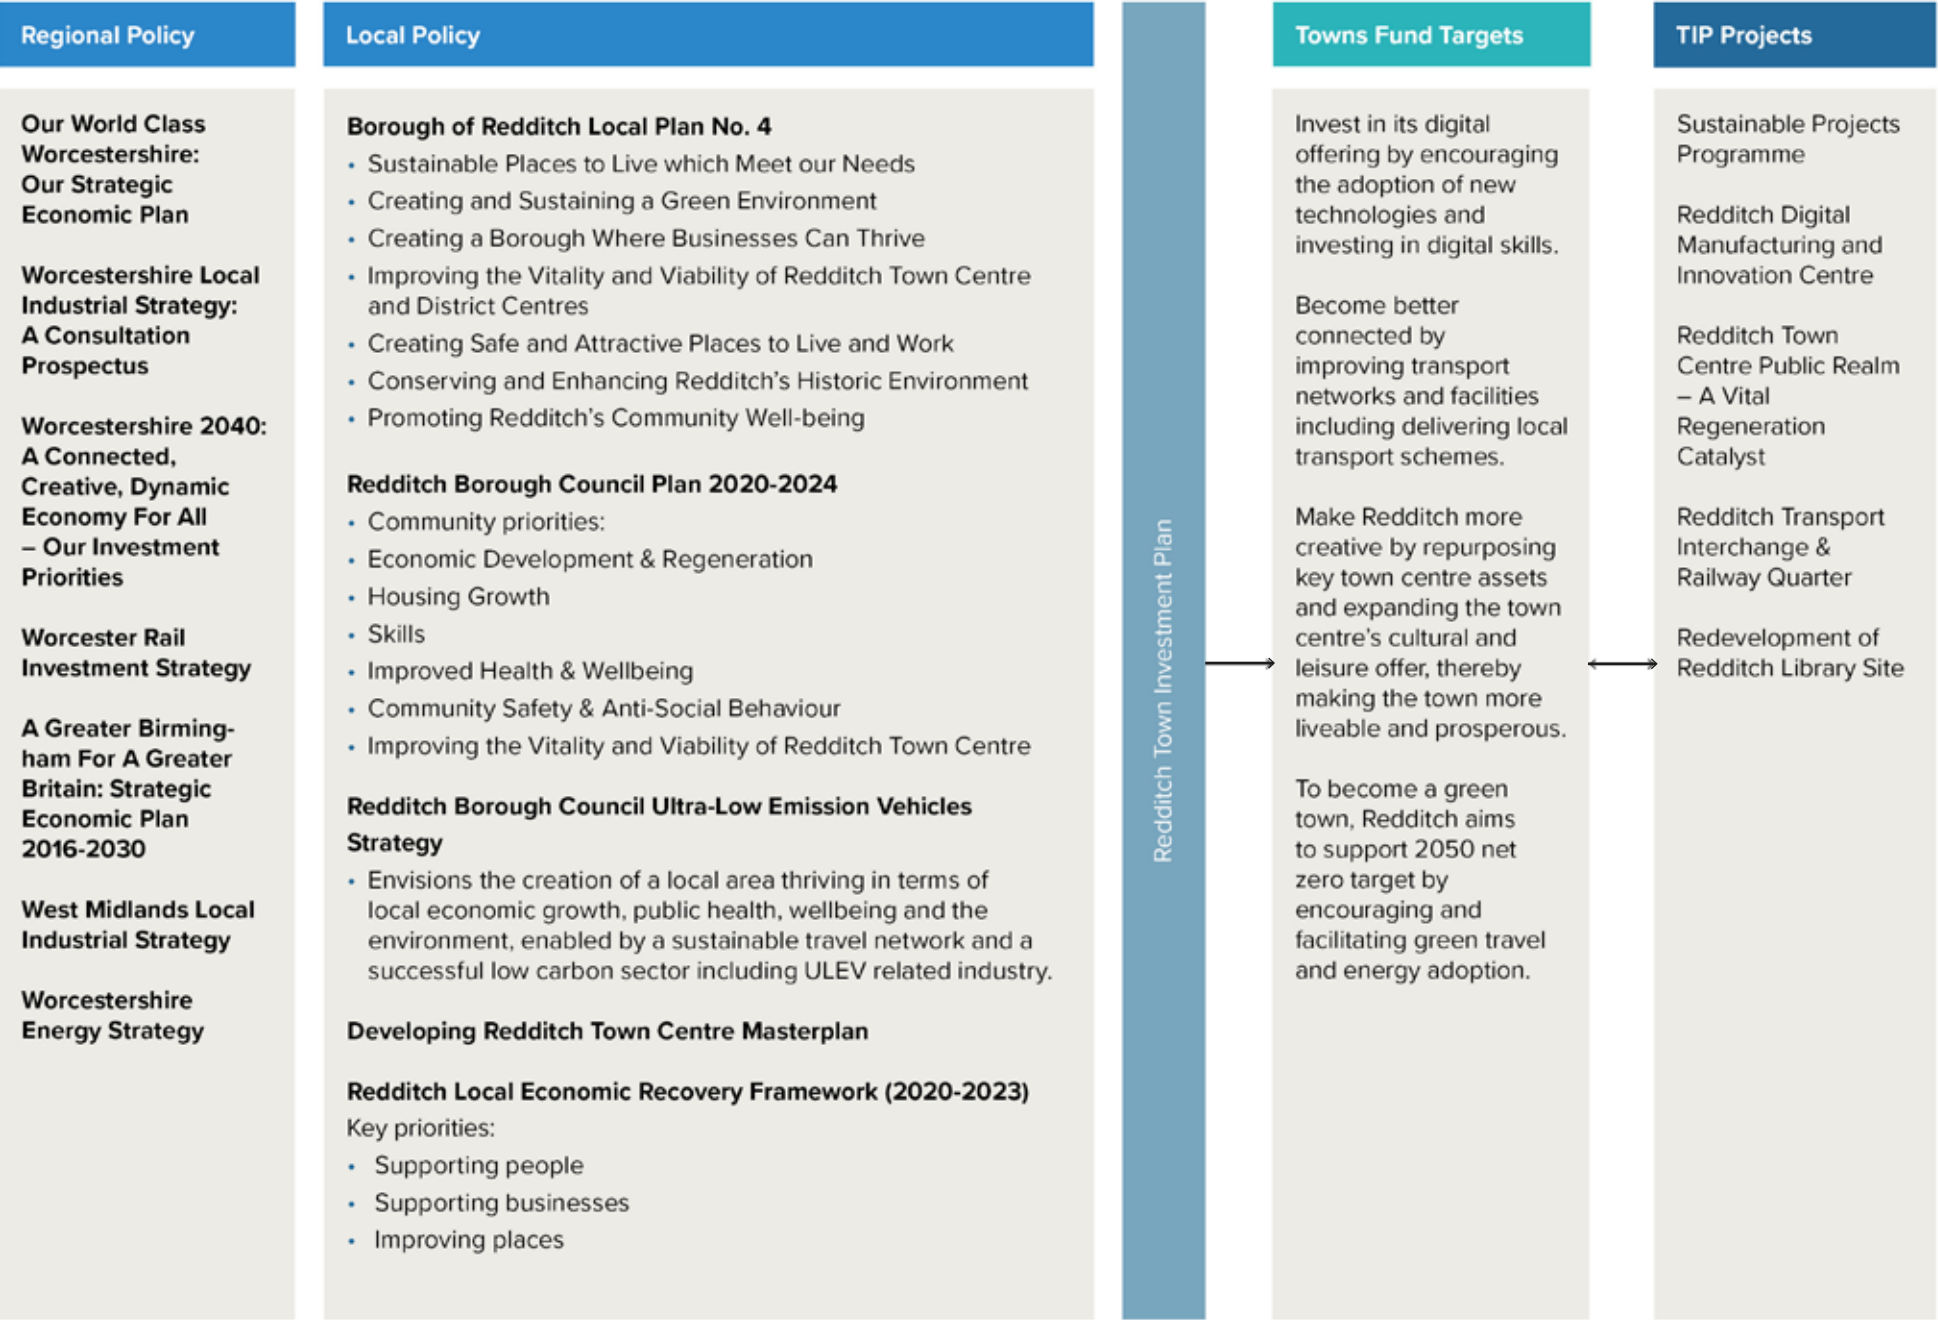 Regional Policy
Our World Class
Worcestershire:
Our Strategic
Economic Plan
Worcestershire Local
Industrial Strategy:
A Consultation
Prospectus
Worcestershire 2040:
A Connected,
Creative, Dynamic
Economy For All
– Our Investment
Priorities
Worcester Rail
Investment Strategy
A Greater Birming-
ham For A Greater
Britain: Strategic
Economic Plan
2016-2030
West Midlands Local
Industrial Strategy
Worcestershire
Energy Strategy
Local Policy
Borough of Redditch Local Plan No. 4
• Sustainable Places to Live which Meet our Needs
• Creating and Sustaining a Green Environment
• Creating a Borough Where Businesses Can Thrive
• Improving the Vitality and Viability of Redditch Town Centre
and District Centres
• Creating Safe and Attractive Places to Live and Work
• Conserving and Enhancing Redditch’s Historic Environment
• Promoting Redditch’s Community Well-being
Redditch Borough Council Plan 2020-2024
• Community priorities:
• Economic Development & Regeneration
• Housing Growth
• Skills
• Improved Health & Wellbeing
• Community Safety & Anti-Social Behaviour
• Improving the Vitality and Viability of Redditch Town Centre
Redditch Borough Council Ultra-Low Emission Vehicles
Strategy
• Envisions the creation of a local area thriving in terms of
local economic growth, public health, wellbeing and the
environment, enabled by a sustainable travel network and a
successful low carbon sector including ULEV related industry.
Developing Redditch Town Centre Masterplan
Redditch Local Economic Recovery Framework (2020-2023)
Key priorities:
• Supporting people
• Supporting businesses
• Improving places
Redditch Town Investment Plan
Towns Fund Targets
Invest in its digital
offering by encouraging
the adoption of new
technologies and
investing in digital skills.
Become better
connected by
improving transport
networks and facilities
including delivering local
transport schemes.
Make Redditch more
creative by repurposing
key town centre assets
and expanding the town
centre’s cultural and
leisure offer, thereby
making the town more
liveable and prosperous.
To become a green
town, Redditch aims
to support 2050 net
zero target by
encouraging and
facilitating green travel
and energy adoption.
TIP Projects
Sustainable Projects
Programme
Redditch Digital
Manufacturing and
Innovation Centre
Redditch Town
Centre Public Realm
– A Vital
Regeneration
Catalyst
Redditch Transport
Interchange &
Railway Quarter
Redevelopment of
Redditch Library Site